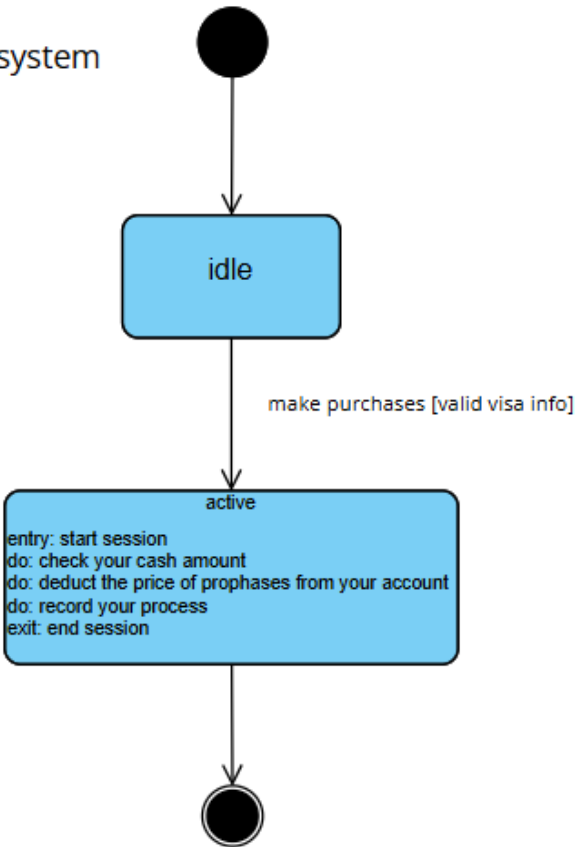 system
idle
make purchases [valid visa info]
active
entry: start session
do: check your cash amount
do: deduct the price of prophases from your account
do: record your process
exit: end session